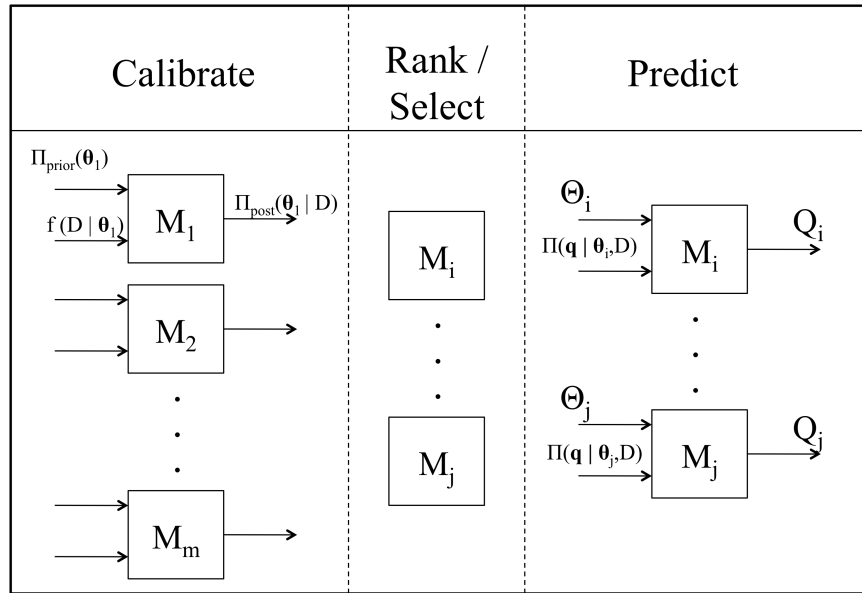 Calibrate
Rank /
Select
Predict
Π_prior(θ_1)
f (D | θ_1)
M_1
Π_post(θ_1 | D)
M_2
M_m
M_i
M_j
Θ_i
Π(q | θ_i,D)
M_i
Q_i
Θ_j
Π(q | θ_j,D)
M_j
Q_j